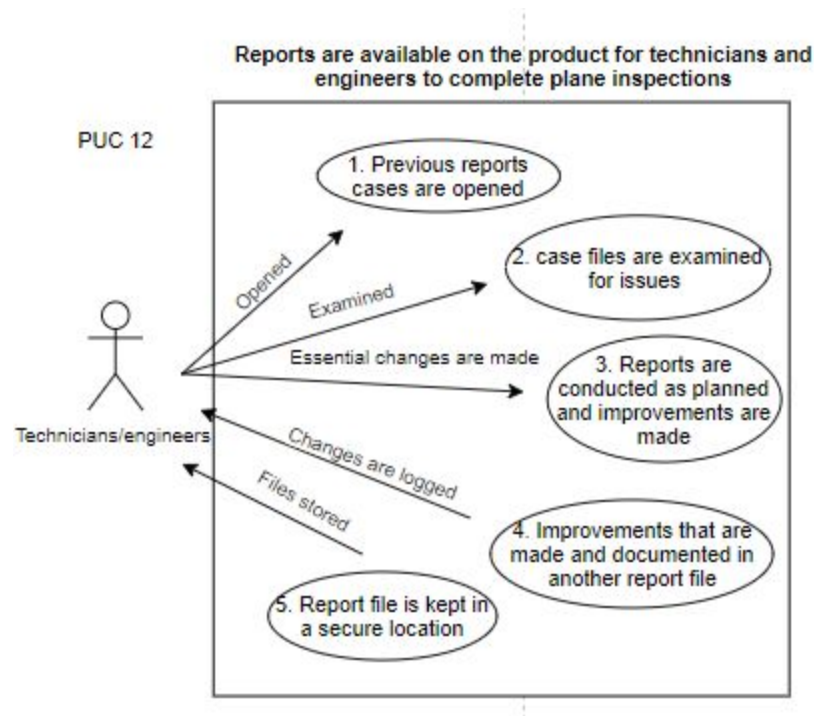 Reports are available on the product for technicians and
engineers to complete plane inspections
PUC 12
1. Previous reports
cases are opened
Opened
2. case files are examined
for issues
Examined
Essential changes are made
3. Reports are
conducted as planned
and improvements are
made
Technicians/engineers
Changes are logged
Files stored
4. Improvements that are
made and documented in
another report file
5. Report file is kept in
a secure location